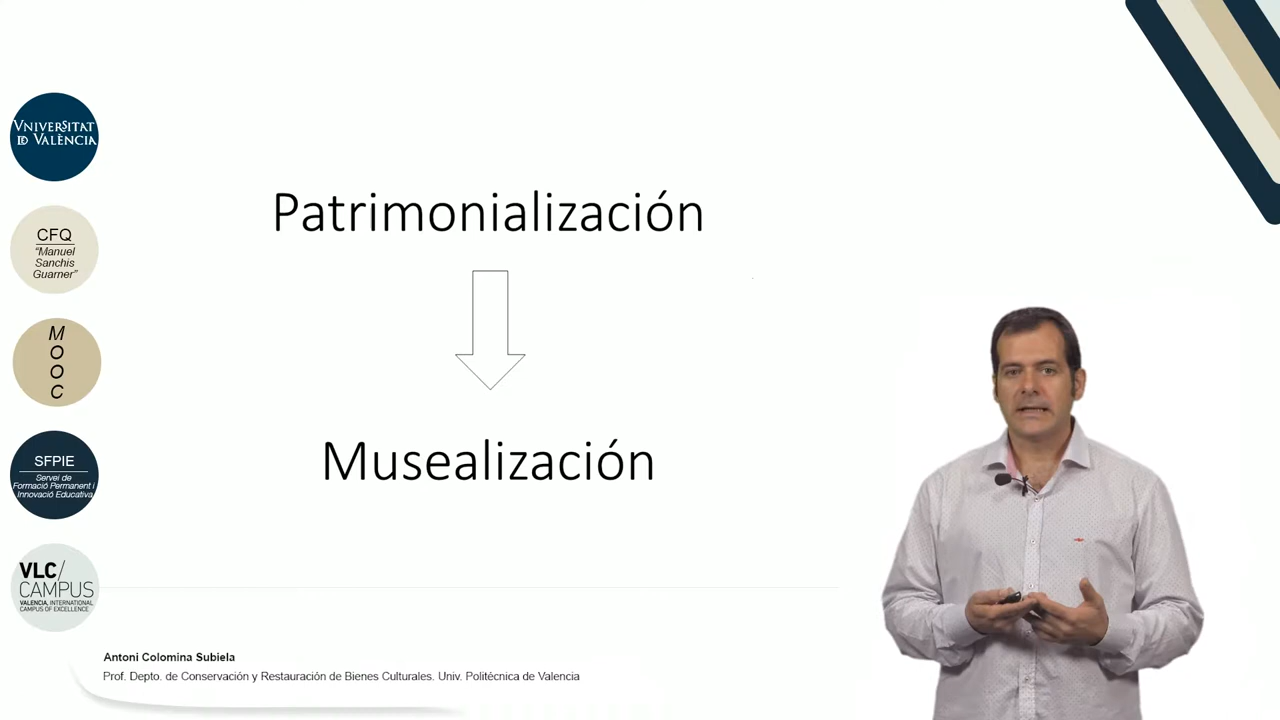 VNIVERSITAT
ID VALÈNCIA
CFQ
“Manuel
Sanchis
Guarner”
M
O
O
C
SFPIE
Servei de
Formació Permanent i
Innovació Educativa
VLC/
CAMPUS
VALENCIA, INTERNATIONAL
CAMPUS OF EXCELLENCE
Patrimonialización
Musealización
Antoni Colomina Subiela
Prof. Depto. de Conservación y Restauración de Bienes Culturales. Univ. Politécnica de Valencia